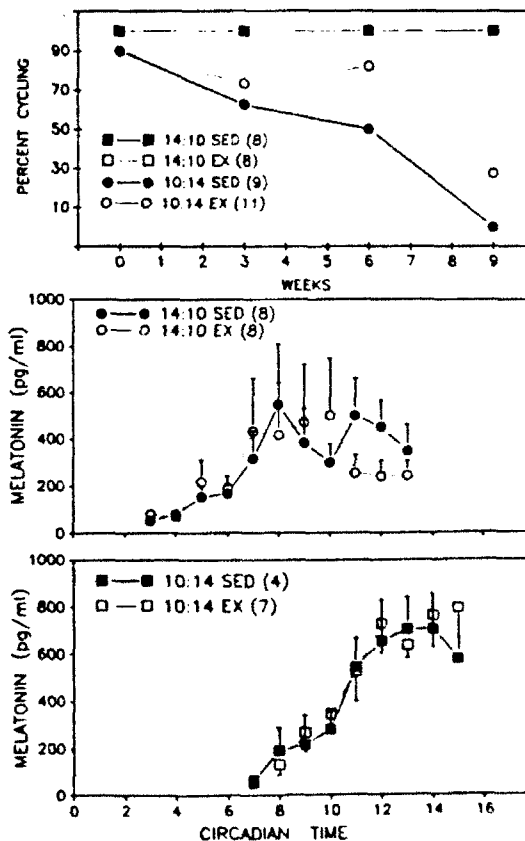 PERCENT CYCLING
90
70
50
30
10
14:10 SED (8)
14:10 EX (8)
10:14 SED (9)
10:14 EX (11)
0 1 2 3 4 5 6 7 8 9
WEEKS
MELATONIN (pg/ml)
1000
800
600
400
200
0
14:10 SED (8)
14:10 EX (8)
MELATONIN (pg/ml)
1000
800
600
400
200
0
10:14 SED (4)
10:14 EX (7)
0 2 4 6 8 10 12 14 16
CIRCADIAN TIME